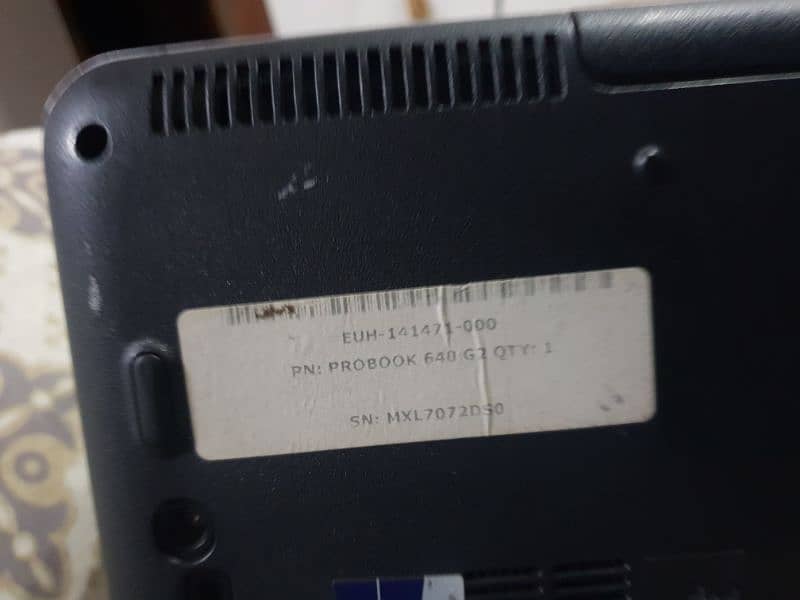 EUH-141471-000
PN: PROBOOK 640 G2 QTY: 1
SN: MXL7072DS0